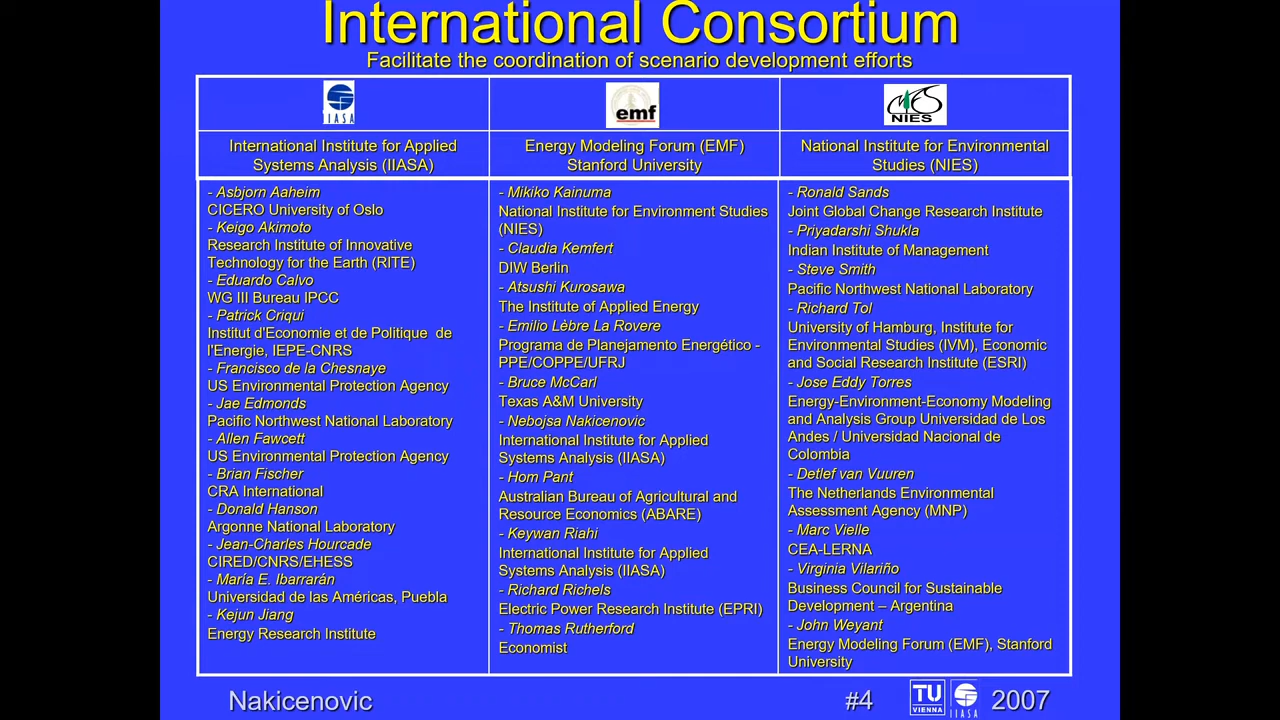 International Consortium
Facilitate the coordination of scenario development efforts
IIASA
emf
NIES
International Institute for Applied
Systems Analysis (IIASA)
Energy Modeling Forum (EMF)
Stanford University
National Institute for Environmental
Studies (NIES)
- Asbjorn Aaheim
CICERO University of Oslo
- Keigo Akimoto
Research Institute of Innovative
Technology for the Earth (RITE)
- Eduardo Calvo
WG III Bureau IPCC
- Patrick Criqui
Institut d'Economie et de Politique de
l'Energie, IEPE-CNRS
- Francisco de la Chesnaye
US Environmental Protection Agency
- Jae Edmonds
Pacific Northwest National Laboratory
- Allen Fawcett
US Environmental Protection Agency
- Brian Fischer
CRA International
- Donald Hanson
Argonne National Laboratory
- Jean-Charles Hourcade
CIRED/CNRS/EHESS
- María E. Ibarrarán
Universidad de las Américas, Puebla
- Kejun Jiang
Energy Research Institute
- Mikiko Kainuma
National Institute for Environment Studies
(NIES)
- Claudia Kemfert
DIW Berlin
- Atsushi Kurosawa
The Institute of Applied Energy
- Emilio Lèbre La Rovere
Programa de Planejamento Energético -
PPE/COPPE/UFRJ
- Bruce McCarl
Texas A&M University
- Nebojsa Nakicenovic
International Institute for Applied
Systems Analysis (IIASA)
- Hom Pant
Australian Bureau of Agricultural and
Resource Economics (ABARE)
- Keywan Riahi
International Institute for Applied
Systems Analysis (IIASA)
- Richard Richels
Electric Power Research Institute (EPRI)
- Thomas Rutherford
Economist
- Ronald Sands
Joint Global Change Research Institute
- Priyadarshi Shukla
Indian Institute of Management
- Steve Smith
Pacific Northwest National Laboratory
- Richard Tol
University of Hamburg, Institute for
Environmental Studies (IVM), Economic
and Social Research Institute (ESRI)
- Jose Eddy Torres
Energy-Environment-Economy Modeling
and Analysis Group Universidad de Los
Andes / Universidad Nacional de
Colombia
- Detlef van Vuuren
The Netherlands Environmental
Assessment Agency (MNP)
- Marc Vielle
CEA-LERNA
- Virginia Vilariño
Business Council for Sustainable
Development – Argentina
- John Weyant
Energy Modeling Forum (EMF), Stanford
University
Nakicenovic
#4
TU
VIENNA
IIASA
2007